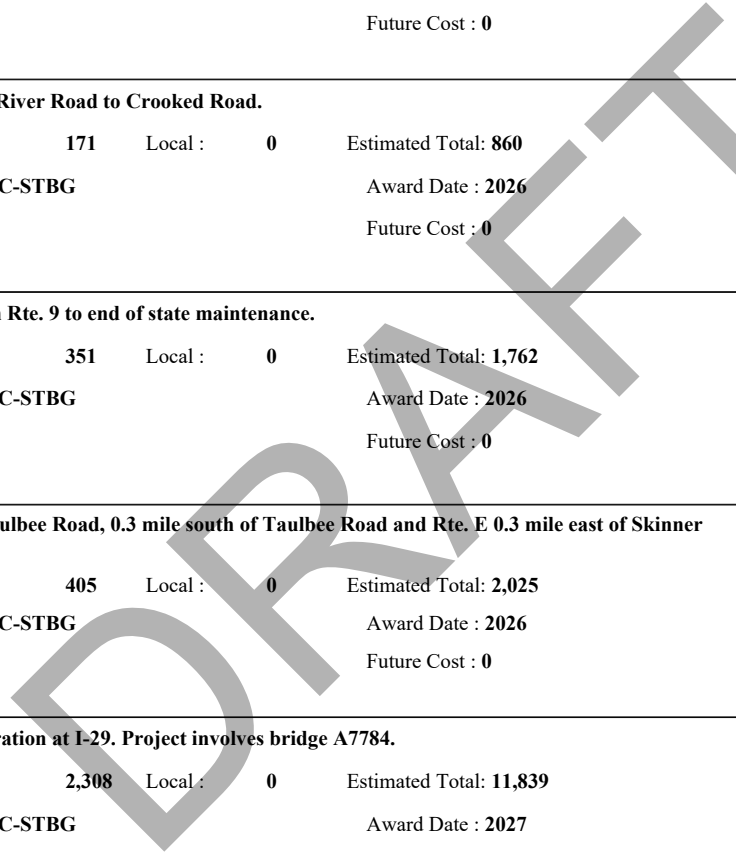 Future Cost : 0
River Road to Crooked Road.
171 Local : 0 Estimated Total: 860
C-STBG Award Date : 2026
Future Cost : 0
Rte. 9 to end of state maintenance.
351 Local : 0 Estimated Total: 1,762
C-STBG Award Date : 2026
Future Cost : 0
ulbee Road, 0.3 mile south of Taulbee Road and Rte. E 0.3 mile east of Skinner
405 Local : 0 Estimated Total: 2,025
C-STBG Award Date : 2026
Future Cost : 0
ration at I-29. Project involves bridge A7784.
2,308 Local : 0 Estimated Total: 11,839
C-STBG Award Date : 2027
DRAFT